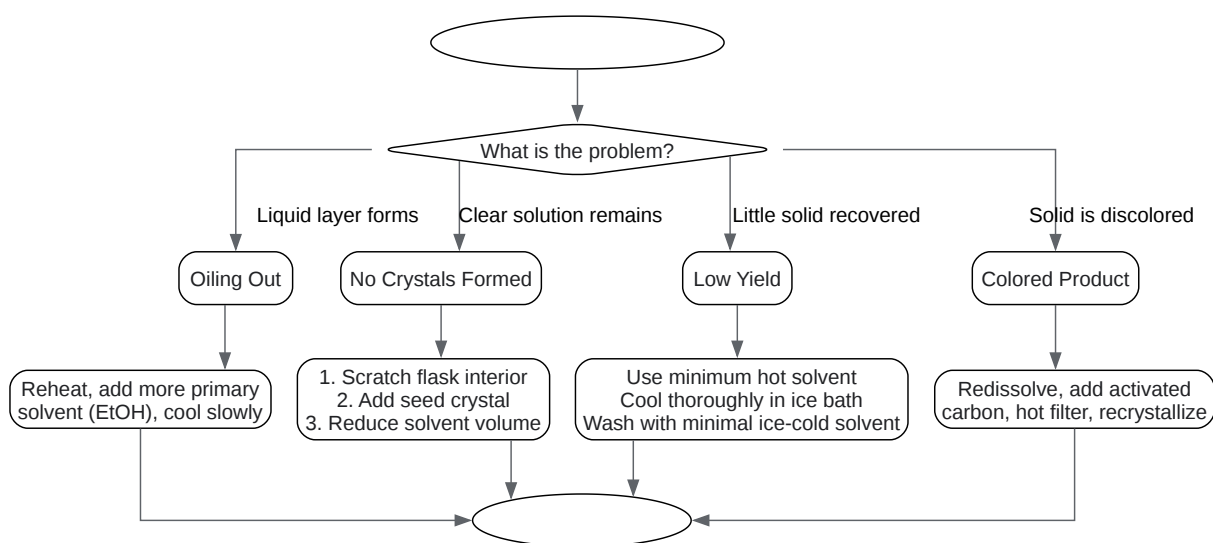 What is the problem?
Liquid layer forms
Clear solution remains
Little solid recovered
Solid is discolored
Oiling Out
No Crystals Formed
Low Yield
Colored Product
Reheat, add more primary
solvent (EtOH), cool slowly
1. Scratch flask interior
2. Add seed crystal
3. Reduce solvent volume
Use minimum hot solvent
Cool thoroughly in ice bath
Wash with minimal ice-cold solvent
Redissolve, add activated
carbon, hot filter, recrystallize